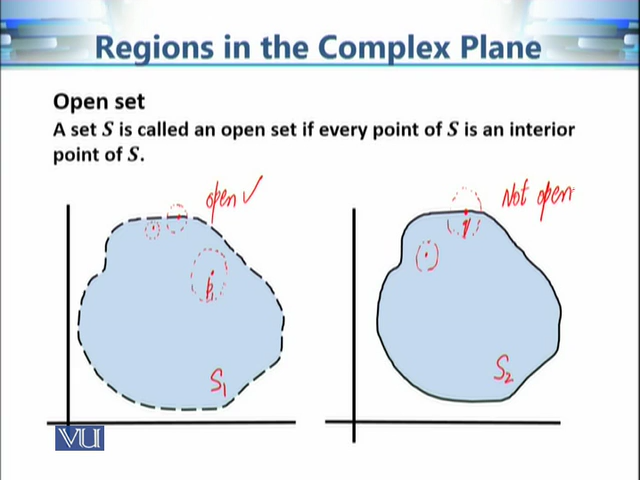 Regions in the Complex Plane
Open set
A set S is called an open set if every point of S is an interior
point of S.
open ✓
Not open
q
p₁
S₁
S₂
VU